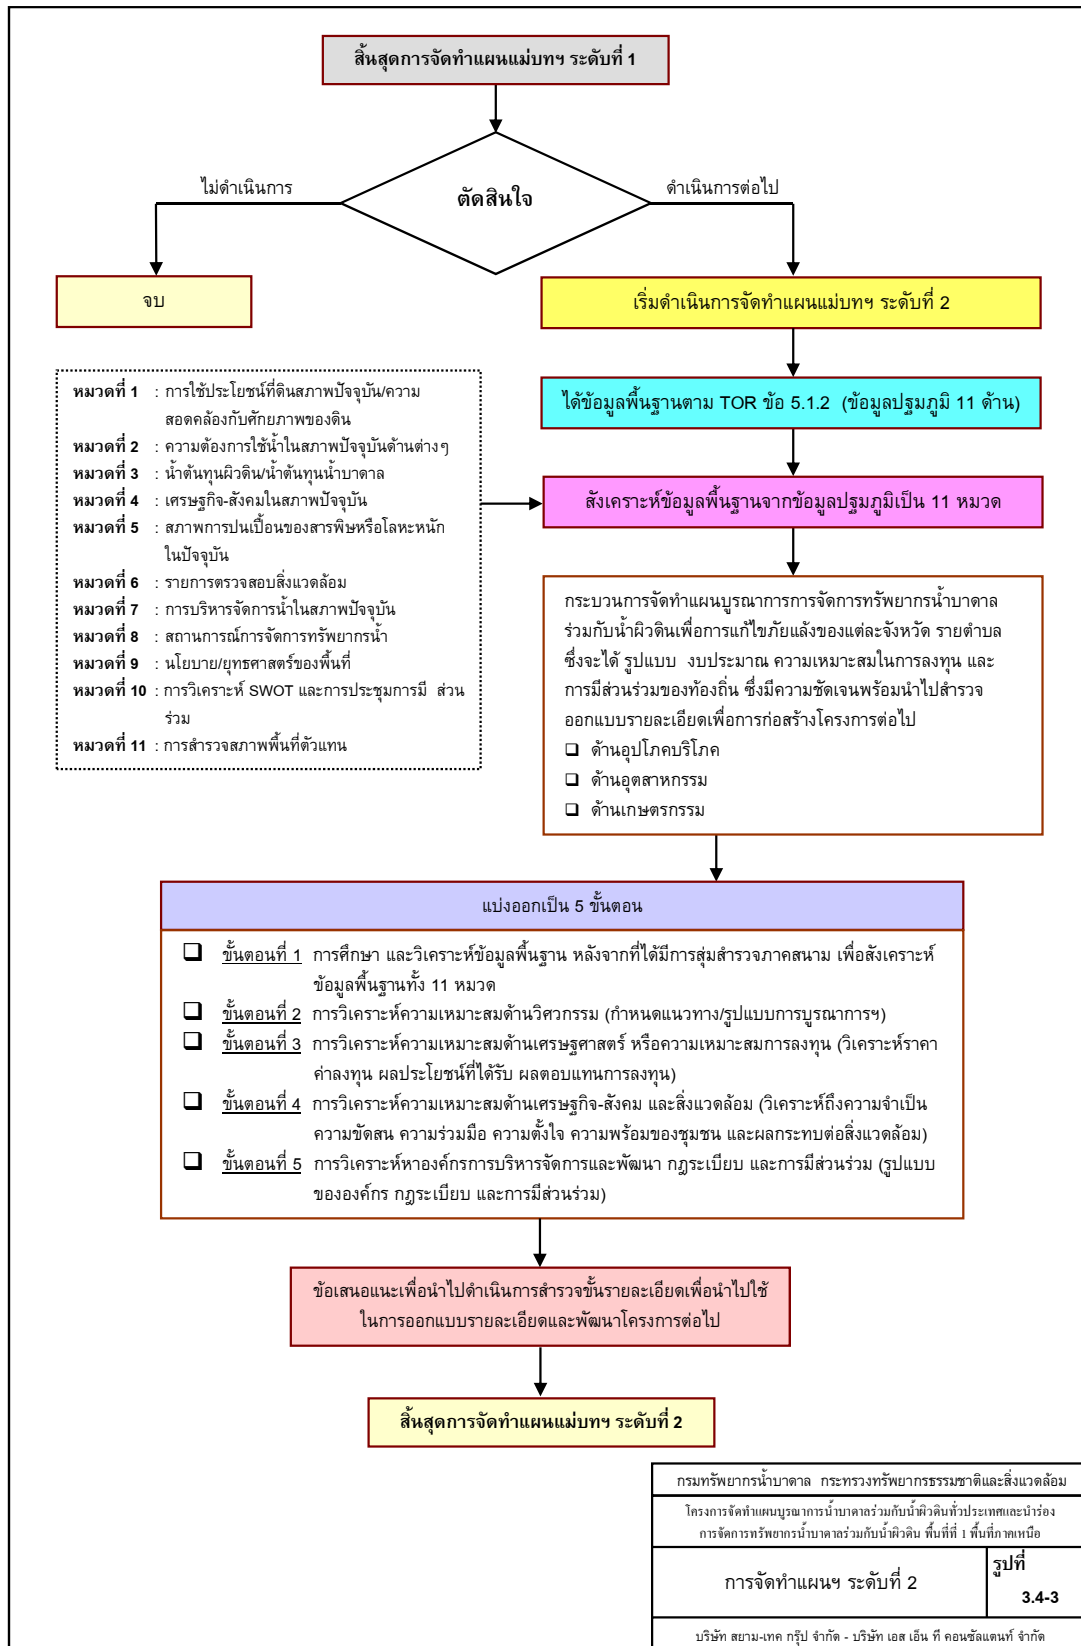 สิ้นสุดการจัดทำแผนแม่บทฯ ระดับที่ 1
ตัดสินใจ
ไม่ดำเนินการ
ดำเนินการต่อไป
จบ
เริ่มดำเนินการจัดทำแผนแม่บทฯ ระดับที่ 2
ได้ข้อมูลพื้นฐานตาม TOR ข้อ 5.1.2 (ข้อมูลปฐมภูมิ 11 ด้าน)
สังเคราะห์ข้อมูลพื้นฐานจากข้อมูลปฐมภูมิเป็น 11 หมวด
หมวดที่ 1 : การใช้ประโยชน์ที่ดินสภาพปัจจุบัน/ความ
สอดคล้องกับศักยภาพของดิน
หมวดที่ 2 : ความต้องการใช้น้ำในสภาพปัจจุบันด้านต่างๆ
หมวดที่ 3 : น้ำต้นทุนผิวดิน/น้ำต้นทุนน้ำบาดาล
หมวดที่ 4 : เศรษฐกิจ-สังคมในสภาพปัจจุบัน
หมวดที่ 5 : สภาพการปนเปื้อนของสารพิษหรือโลหะหนัก
ในปัจจุบัน
หมวดที่ 6 : รายการตรวจสอบสิ่งแวดล้อม
หมวดที่ 7 : การบริหารจัดการน้ำในสภาพปัจจุบัน
หมวดที่ 8 : สถานการณ์การจัดการทรัพยากรน้ำ
หมวดที่ 9 : นโยบาย/ยุทธศาสตร์ของพื้นที่
หมวดที่ 10 : การวิเคราะห์ SWOT และการประชุมการมี ส่วน
ร่วม
หมวดที่ 11 : การสำรวจสภาพพื้นที่ตัวแทน
กระบวนการจัดทำแผนบูรณาการการจัดการทรัพยากรน้ำบาดาล
ร่วมกับน้ำผิวดินเพื่อการแก้ไขภัยแล้งของแต่ละจังหวัด รายตำบล
ซึ่งจะได้ รูปแบบ งบประมาณ ความเหมาะสมในการลงทุน และ
การมีส่วนร่วมของท้องถิ่น ซึ่งมีความชัดเจนพร้อมนำไปสำรวจ
ออกแบบรายละเอียดเพื่อการก่อสร้างโครงการต่อไป
❑ ด้านอุปโภคบริโภค
❑ ด้านอุตสาหกรรม
❑ ด้านเกษตรกรรม
แบ่งออกเป็น 5 ขั้นตอน
❑ ขั้นตอนที่ 1 การศึกษา และวิเคราะห์ข้อมูลพื้นฐาน หลังจากที่ได้มีการสุ่มสำรวจภาคสนาม เพื่อสังเคราะห์
ข้อมูลพื้นฐานทั้ง 11 หมวด
❑ ขั้นตอนที่ 2 การวิเคราะห์ความเหมาะสมด้านวิศวกรรม (กำหนดแนวทาง/รูปแบบการบูรณาการฯ)
❑ ขั้นตอนที่ 3 การวิเคราะห์ความเหมาะสมด้านเศรษฐศาสตร์ หรือความเหมาะสมการลงทุน (วิเคราะห์ราคา
ค่าลงทุน ผลประโยชน์ที่ได้รับ ผลตอบแทนการลงทุน)
❑ ขั้นตอนที่ 4 การวิเคราะห์ความเหมาะสมด้านเศรษฐกิจ-สังคม และสิ่งแวดล้อม (วิเคราะห์ถึงความจำเป็น
ความขัดสน ความร่วมมือ ความตั้งใจ ความพร้อมของชุมชน และผลกระทบต่อสิ่งแวดล้อม)
❑ ขั้นตอนที่ 5 การวิเคราะห์หาองค์กรการบริหารจัดการและพัฒนา กฎระเบียบ และการมีส่วนร่วม (รูปแบบ
ขององค์กร กฎระเบียบ และการมีส่วนร่วม)
ข้อเสนอแนะเพื่อนำไปดำเนินการสำรวจขั้นรายละเอียดเพื่อนำไปใช้
ในการออกแบบรายละเอียดและพัฒนาโครงการต่อไป
สิ้นสุดการจัดทำแผนแม่บทฯ ระดับที่ 2
กรมทรัพยากรน้ำบาดาล กระทรวงทรัพยากรธรรมชาติและสิ่งแวดล้อม
โครงการจัดทำแผนบูรณาการน้ำบาดาลร่วมกับน้ำผิวดินทั่วประเทศและนำร่อง
การจัดการทรัพยากรน้ำบาดาลร่วมกับน้ำผิวดิน พื้นที่ที่ 1 พื้นที่ภาคเหนือ
การจัดทำแผนฯ ระดับที่ 2
รูปที่
3.4-3
บริษัท สยาม-เทค กรุ๊ป จำกัด - บริษัท เอส เอ็น ที คอนซัลแตนท์ จำกัด